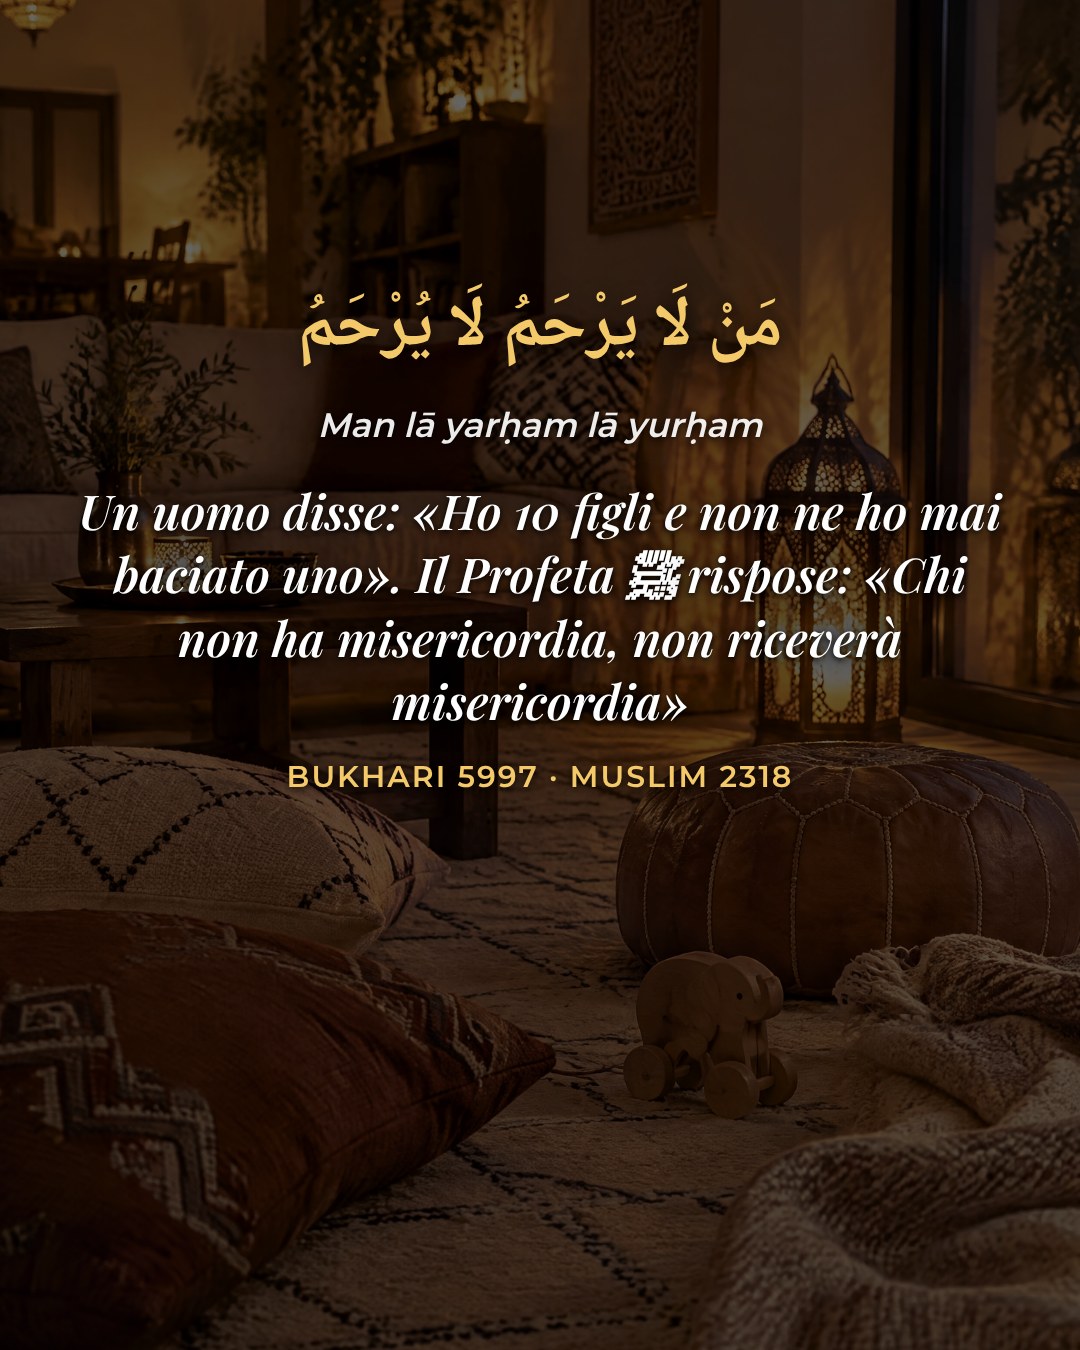 مَنْ لَا يَرْحَمُ لَا يُرْحَمُ
Man lā yarḥam lā yurḥam
Un uomo disse: «Ho 10 figli e non ne ho mai
baciato uno». Il Profeta ﷺ rispose: «Chi
non ha misericordia, non riceverà
misericordia»
BUKHARI 5997 · MUSLIM 2318